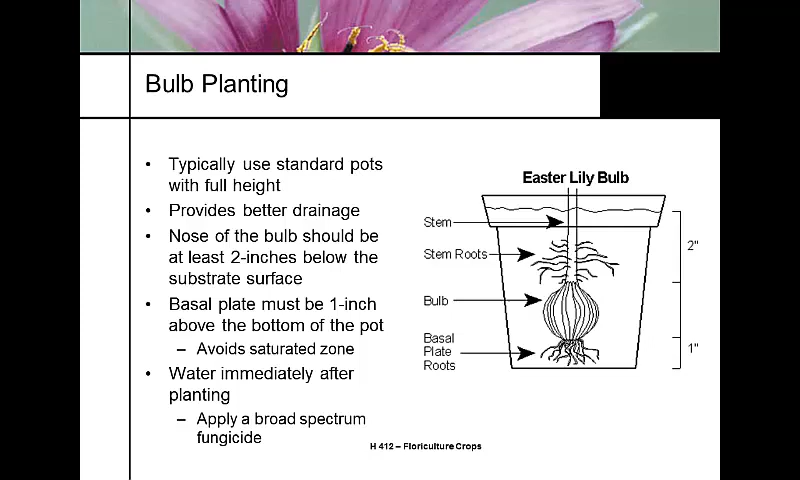 Bulb Planting
• Typically use standard pots
with full height
• Provides better drainage
• Nose of the bulb should be
at least 2-inches below the
substrate surface
• Basal plate must be 1-inch
above the bottom of the pot
– Avoids saturated zone
• Water immediately after
planting
– Apply a broad spectrum
fungicide
Easter Lily Bulb
Stem
Stem Roots
Bulb
Basal
Plate
Roots
2"
1"
H 412 – Floriculture Crops